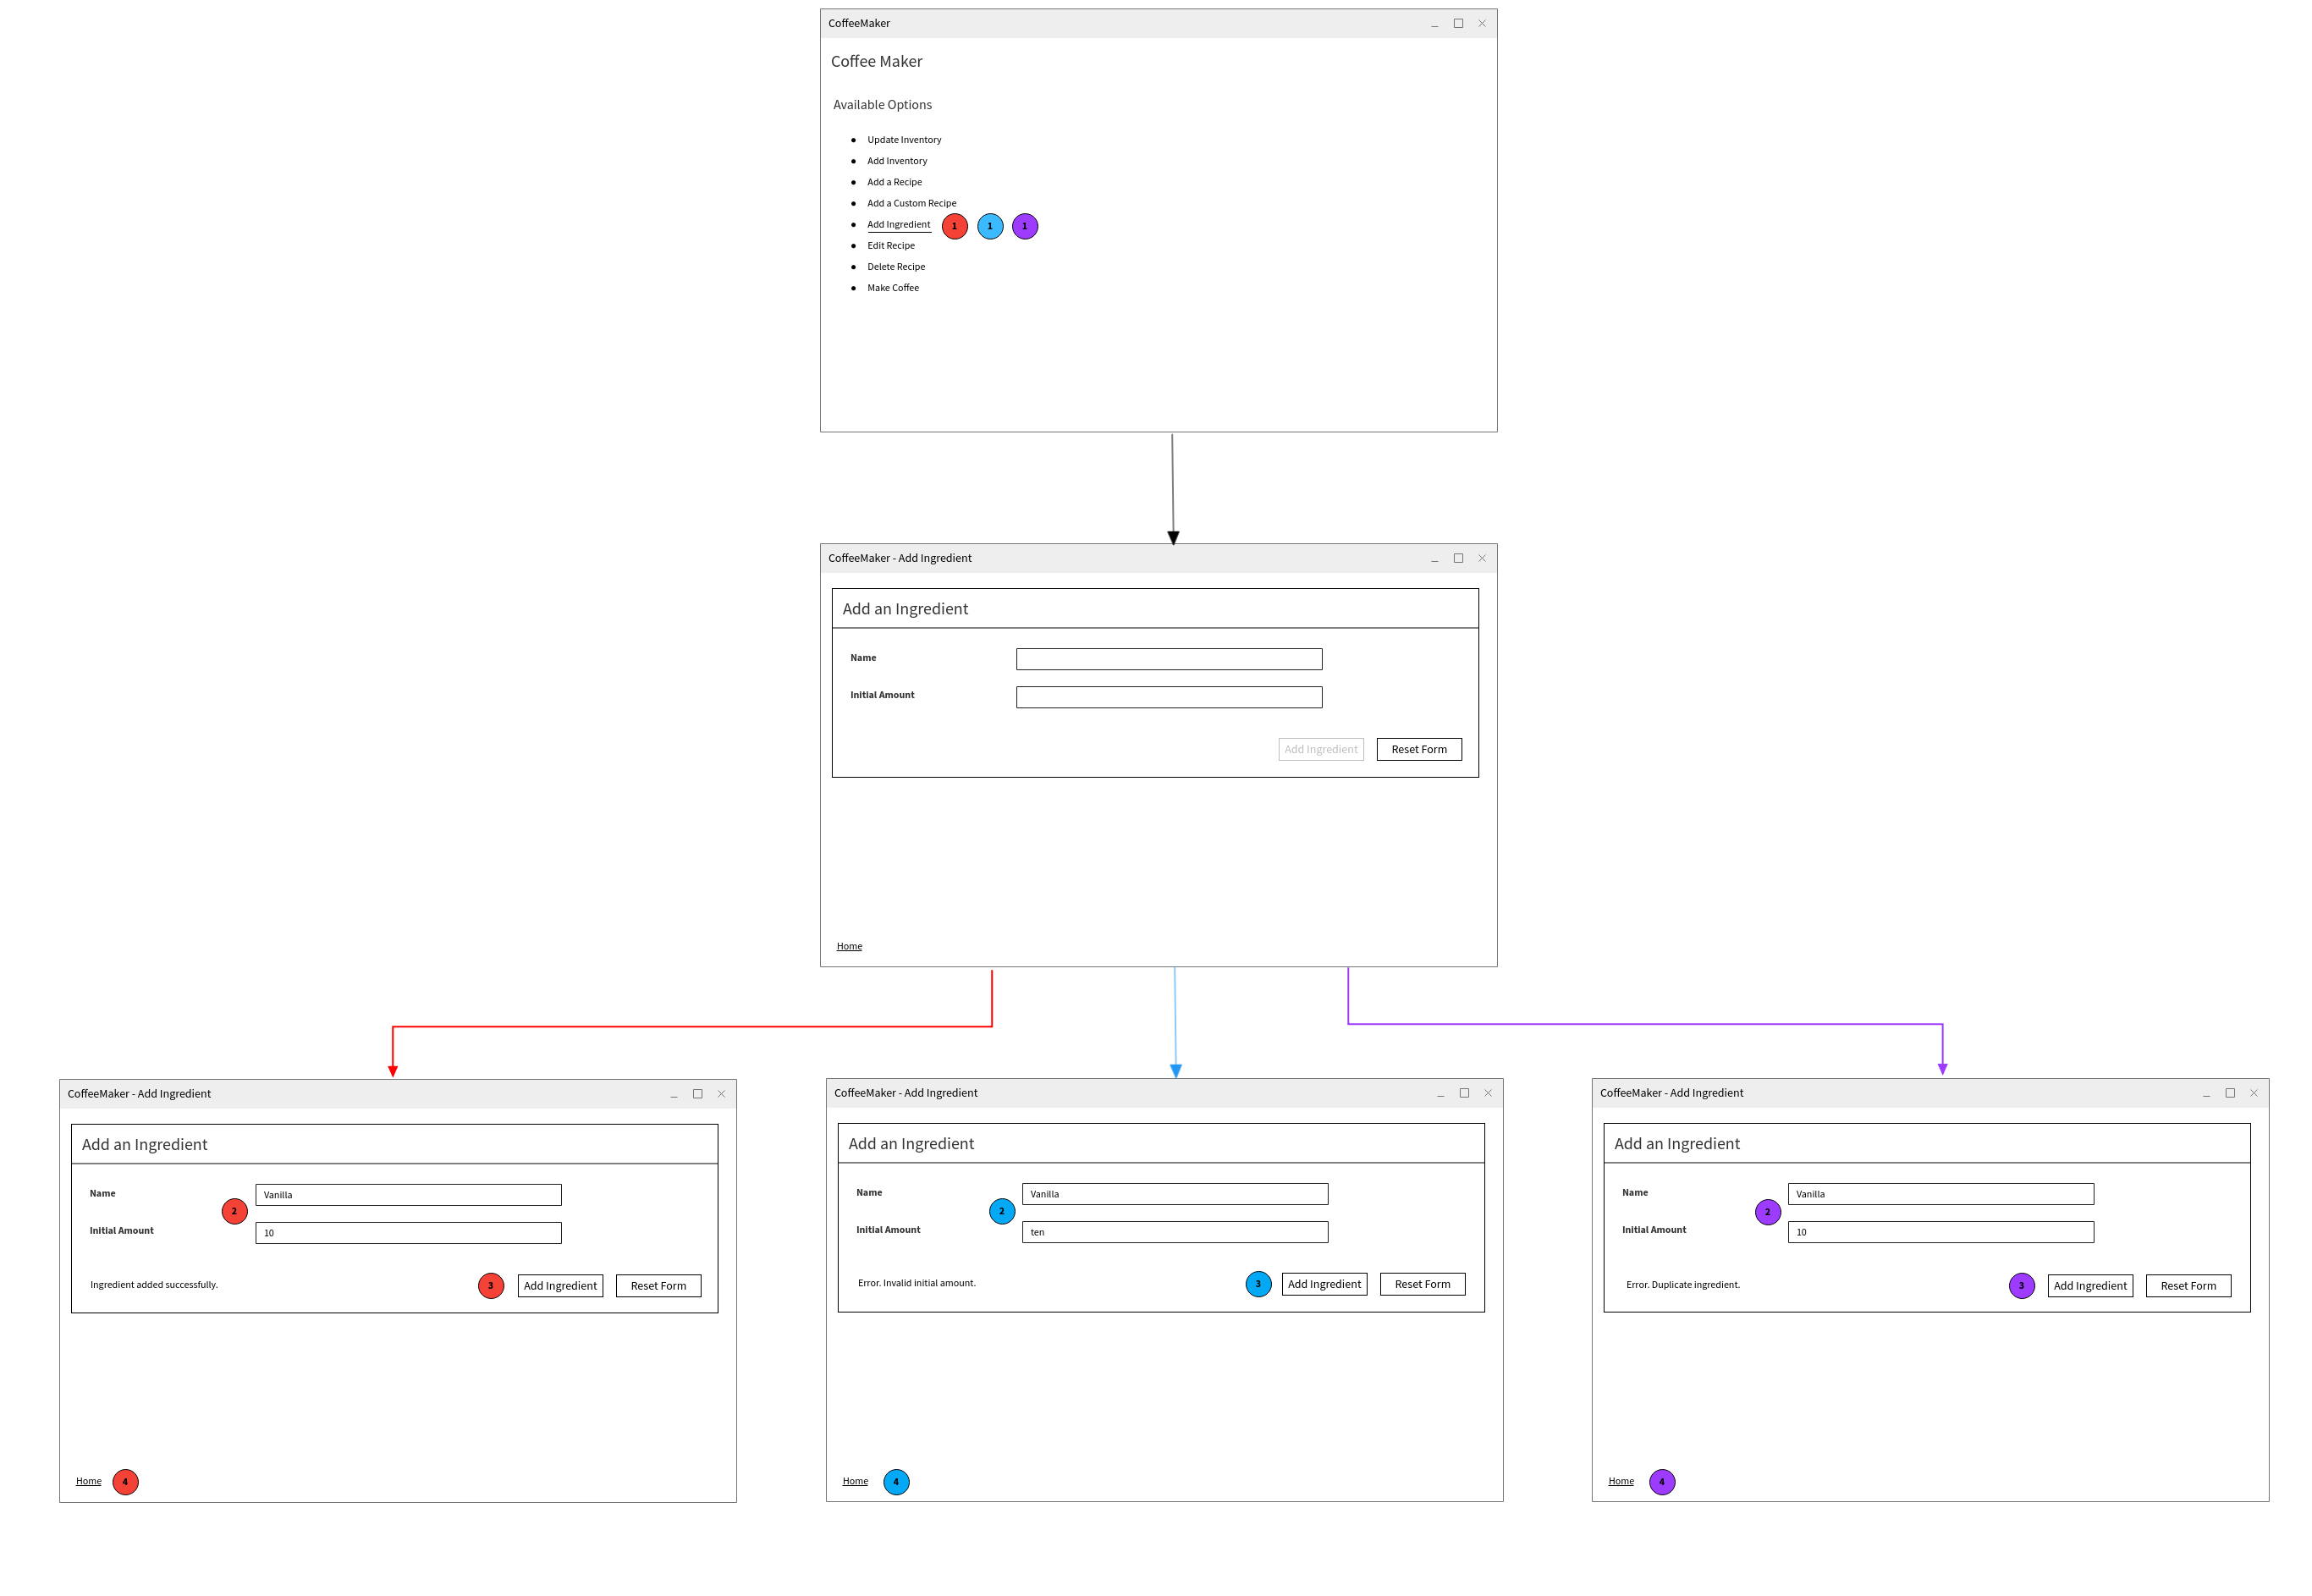 CoffeeMaker
Coffee Maker
Available Options
Update Inventory
Add Inventory
Add a Recipe
Add a Custom Recipe
Add Ingredient 1 1 1
Edit Recipe
Delete Recipe
Make Coffee
CoffeeMaker - Add Ingredient
Add an Ingredient
Name
Initial Amount
Add Ingredient Reset Form
Home
CoffeeMaker - Add Ingredient
Add an Ingredient
Name Vanilla
2
Initial Amount 10
Ingredient added successfully. 3 Add Ingredient Reset Form
Home 4
CoffeeMaker - Add Ingredient
Add an Ingredient
Name Vanilla
2
Initial Amount ten
Error. Invalid initial amount. 3 Add Ingredient Reset Form
Home 4
CoffeeMaker - Add Ingredient
Add an Ingredient
Name Vanilla
2
Initial Amount 10
Error. Duplicate ingredient. 3 Add Ingredient Reset Form
Home 4